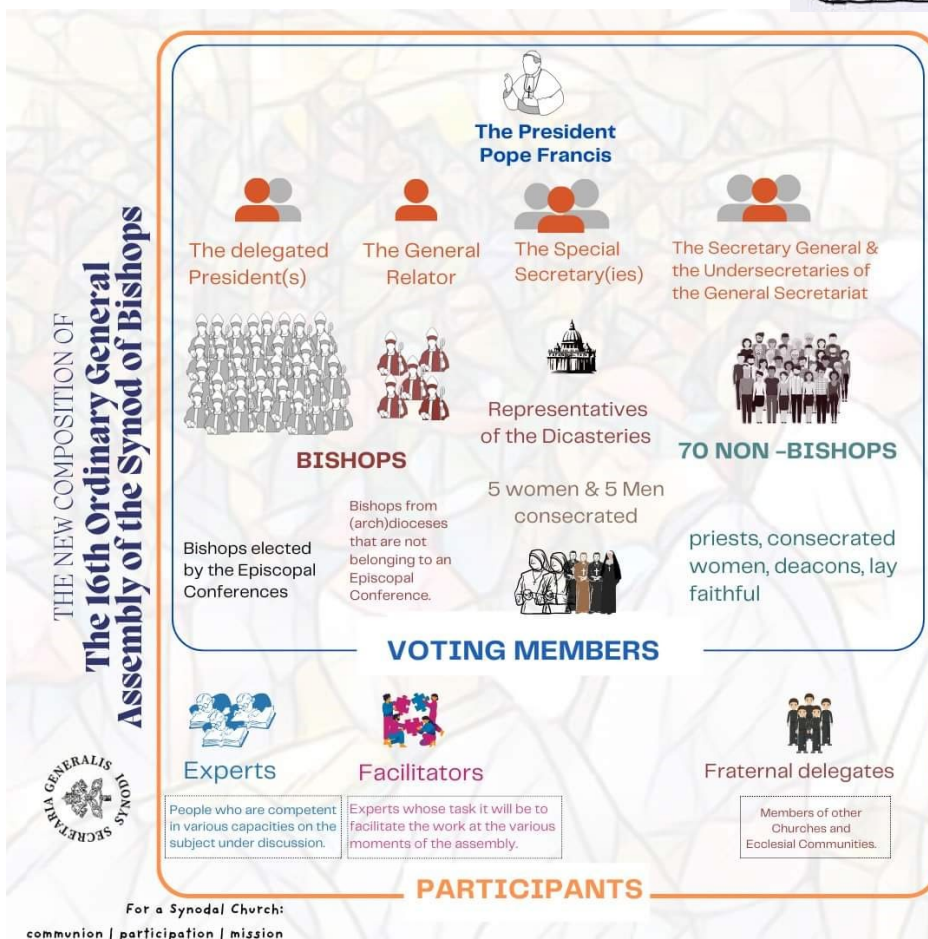 THE NEW COMPOSITION OF
The 16th Ordinary General
Assembly of the Synod of Bishops
The President
Pope Francis
The delegated
President(s)
The General
Relator
The Special
Secretary(ies)
The Secretary General &
the Undersecretaries of
the General Secretariat
BISHOPS
Bishops elected
by the Episcopal
Conferences
Bishops from
(arch)dioceses
that are not
belonging to an
Episcopal
Conference.
Representatives
of the Dicasteries
5 women & 5 Men
consecrated
70 NON -BISHOPS
priests, consecrated
women, deacons, lay
faithful
VOTING MEMBERS
Experts
People who are competent
in various capacities on the
subject under discussion.
Facilitators
Experts whose task it will be to
facilitate the work at the various
moments of the assembly.
Fraternal delegates
Members of other
Churches and
Ecclesial Communities.
PARTICIPANTS
SECRETARIA GENERALIS SYNODI
For a Synodal Church:
communion | participation | mission